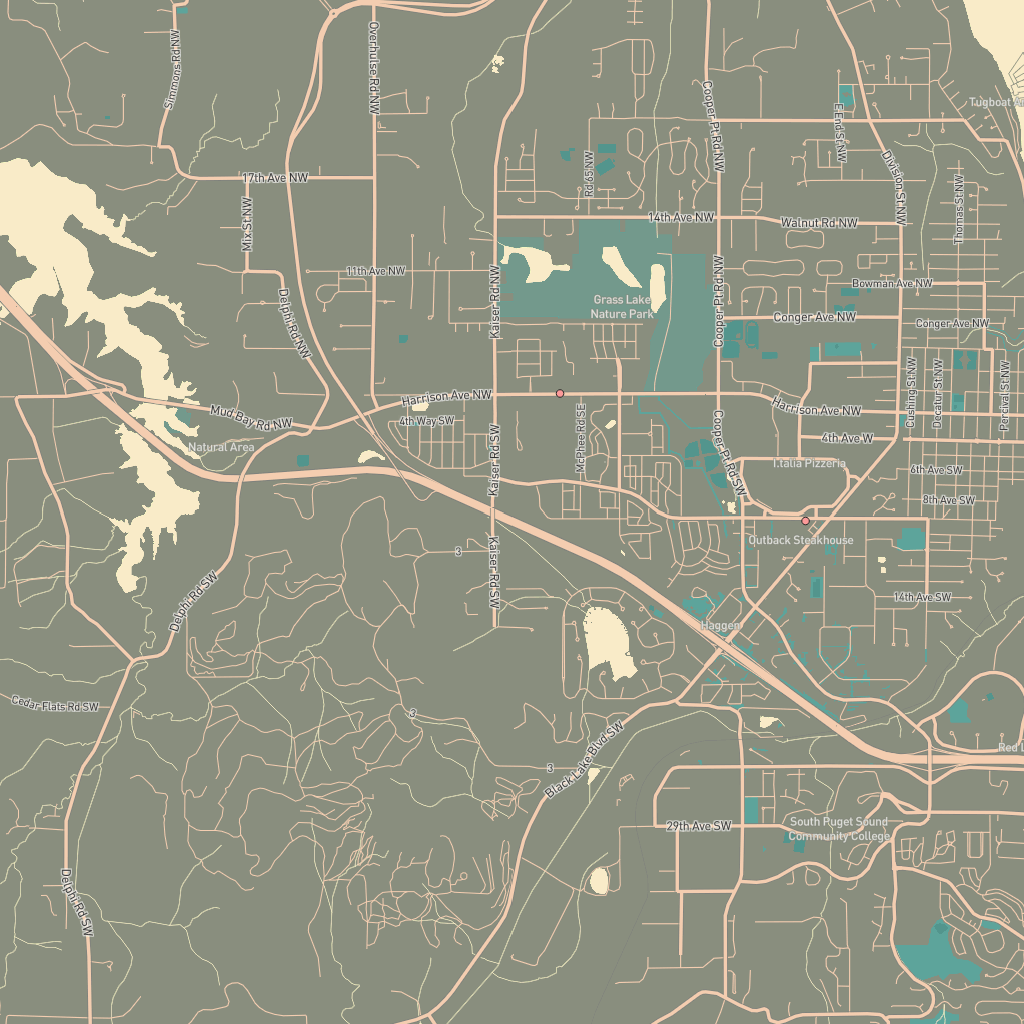 Simmons Rd NW
Overhulse Rd NW
Cooper Pt Rd NW
E End St NW
Division St NW
Rd 65 NW
17th Ave NW
Mix St NW
Thomas St NW
14th Ave NW
Walnut Rd NW
11th Ave NW
Kaiser Rd NW
Cooper Pt Rd NW
Bowman Ave NW
Grass Lake
Nature Park
Delphi Rd NW
Conger Ave NW
Conger Ave NW
Cushing St NW
Decatur St NW
Percival St NW
Harrison Ave NW
Harrison Ave NW
Mud Bay Rd NW
4th Way SW
McPhee Rd SE
Cooper Pt Rd SW
4th Ave W
Natural Area
Kaiser Rd SW
I.talia Pizzeria
6th Ave SW
8th Ave SW
Outback Steakhouse
3
Kaiser Rd SW
Delphi Rd SW
14th Ave SW
Haggen
Cedar Flats Rd SW
3
Black Lake Blvd SW
3
29th Ave SW
South Puget Sound
Community College
Delphi Rd SW